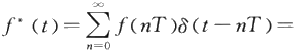 f*(t)=∑_{n=0}^{∞} f(nT)δ(t-nT)=